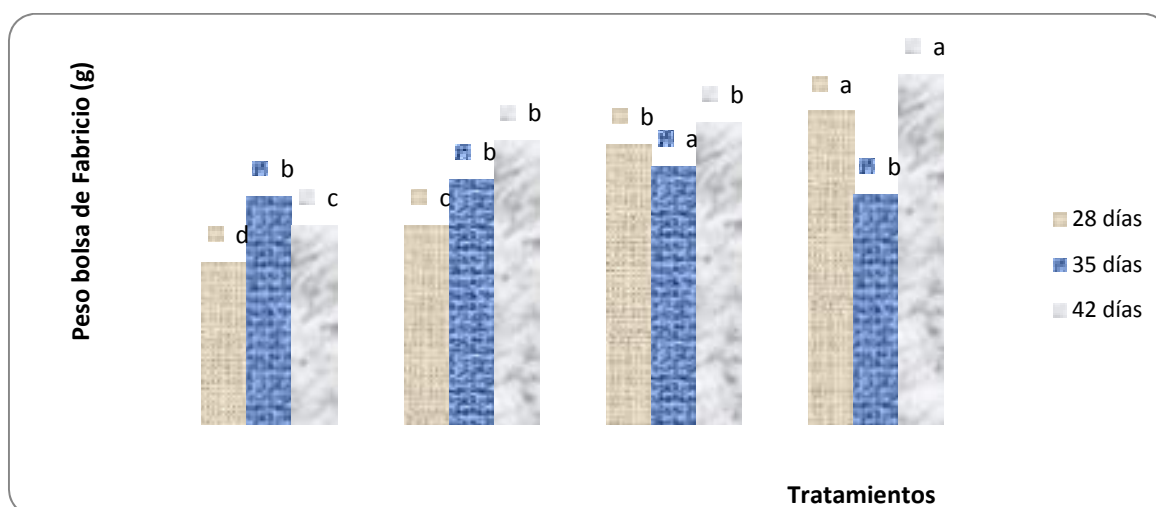 Peso bolsa de Fabricio (g)
d
b
c
c
b
b
b
a
b
a
b
a
28 días
35 días
42 días
Tratamientos